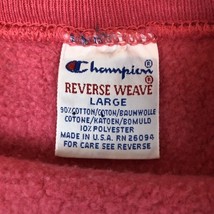 Champion
REVERSE WEAVE
LARGE
90%COTTON/COTON/BAUMWOLLE
COTONE/KATOEN/BOMULD
10% POLYESTER
MADE IN U.S.A. RN 26094
FOR CARE SEE REVERSE